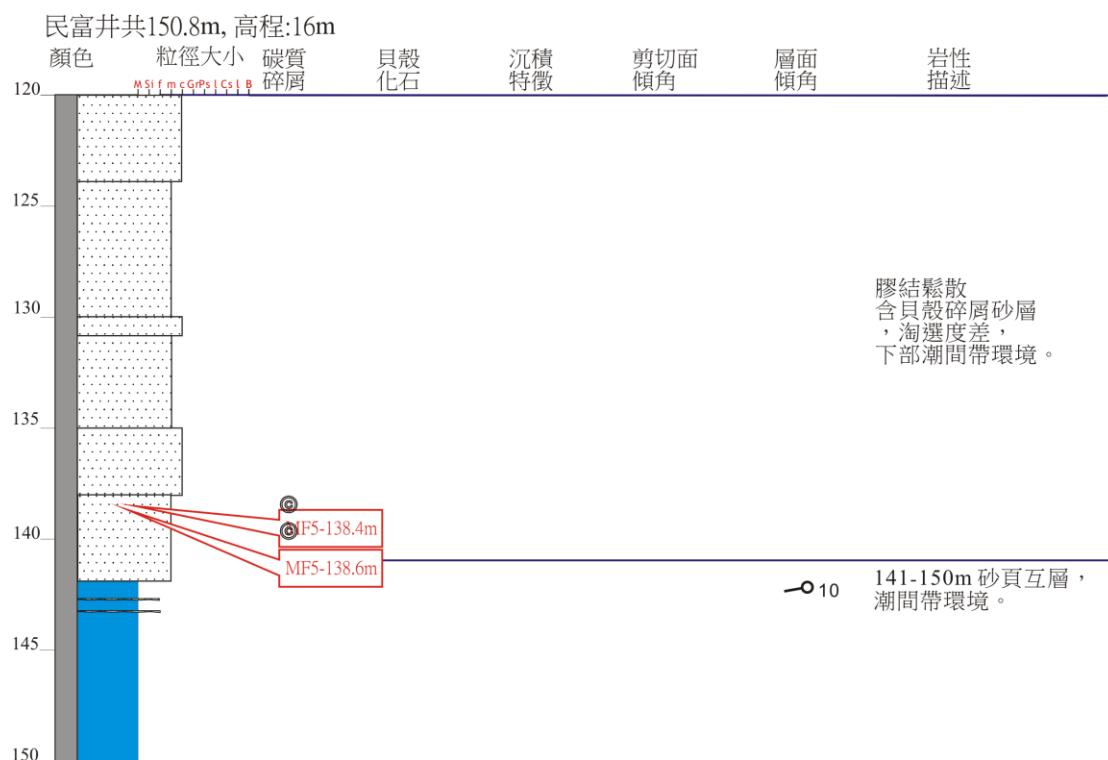 民富井共150.8m, 高程:16m
顏色 粒徑大小 碳質碎屑 貝殼化石 沉積特徵 剪切面傾角 層面傾角 岩性描述
M Si f m c Gr Ps l Cs l B
120
125
130
膠結鬆散
含貝殼碎屑砂層
，淘選度差，
下部潮間帶環境。
135
MF5-138.4m
140
MF5-138.6m
10
141-150m 砂頁互層，
潮間帶環境。
145
150